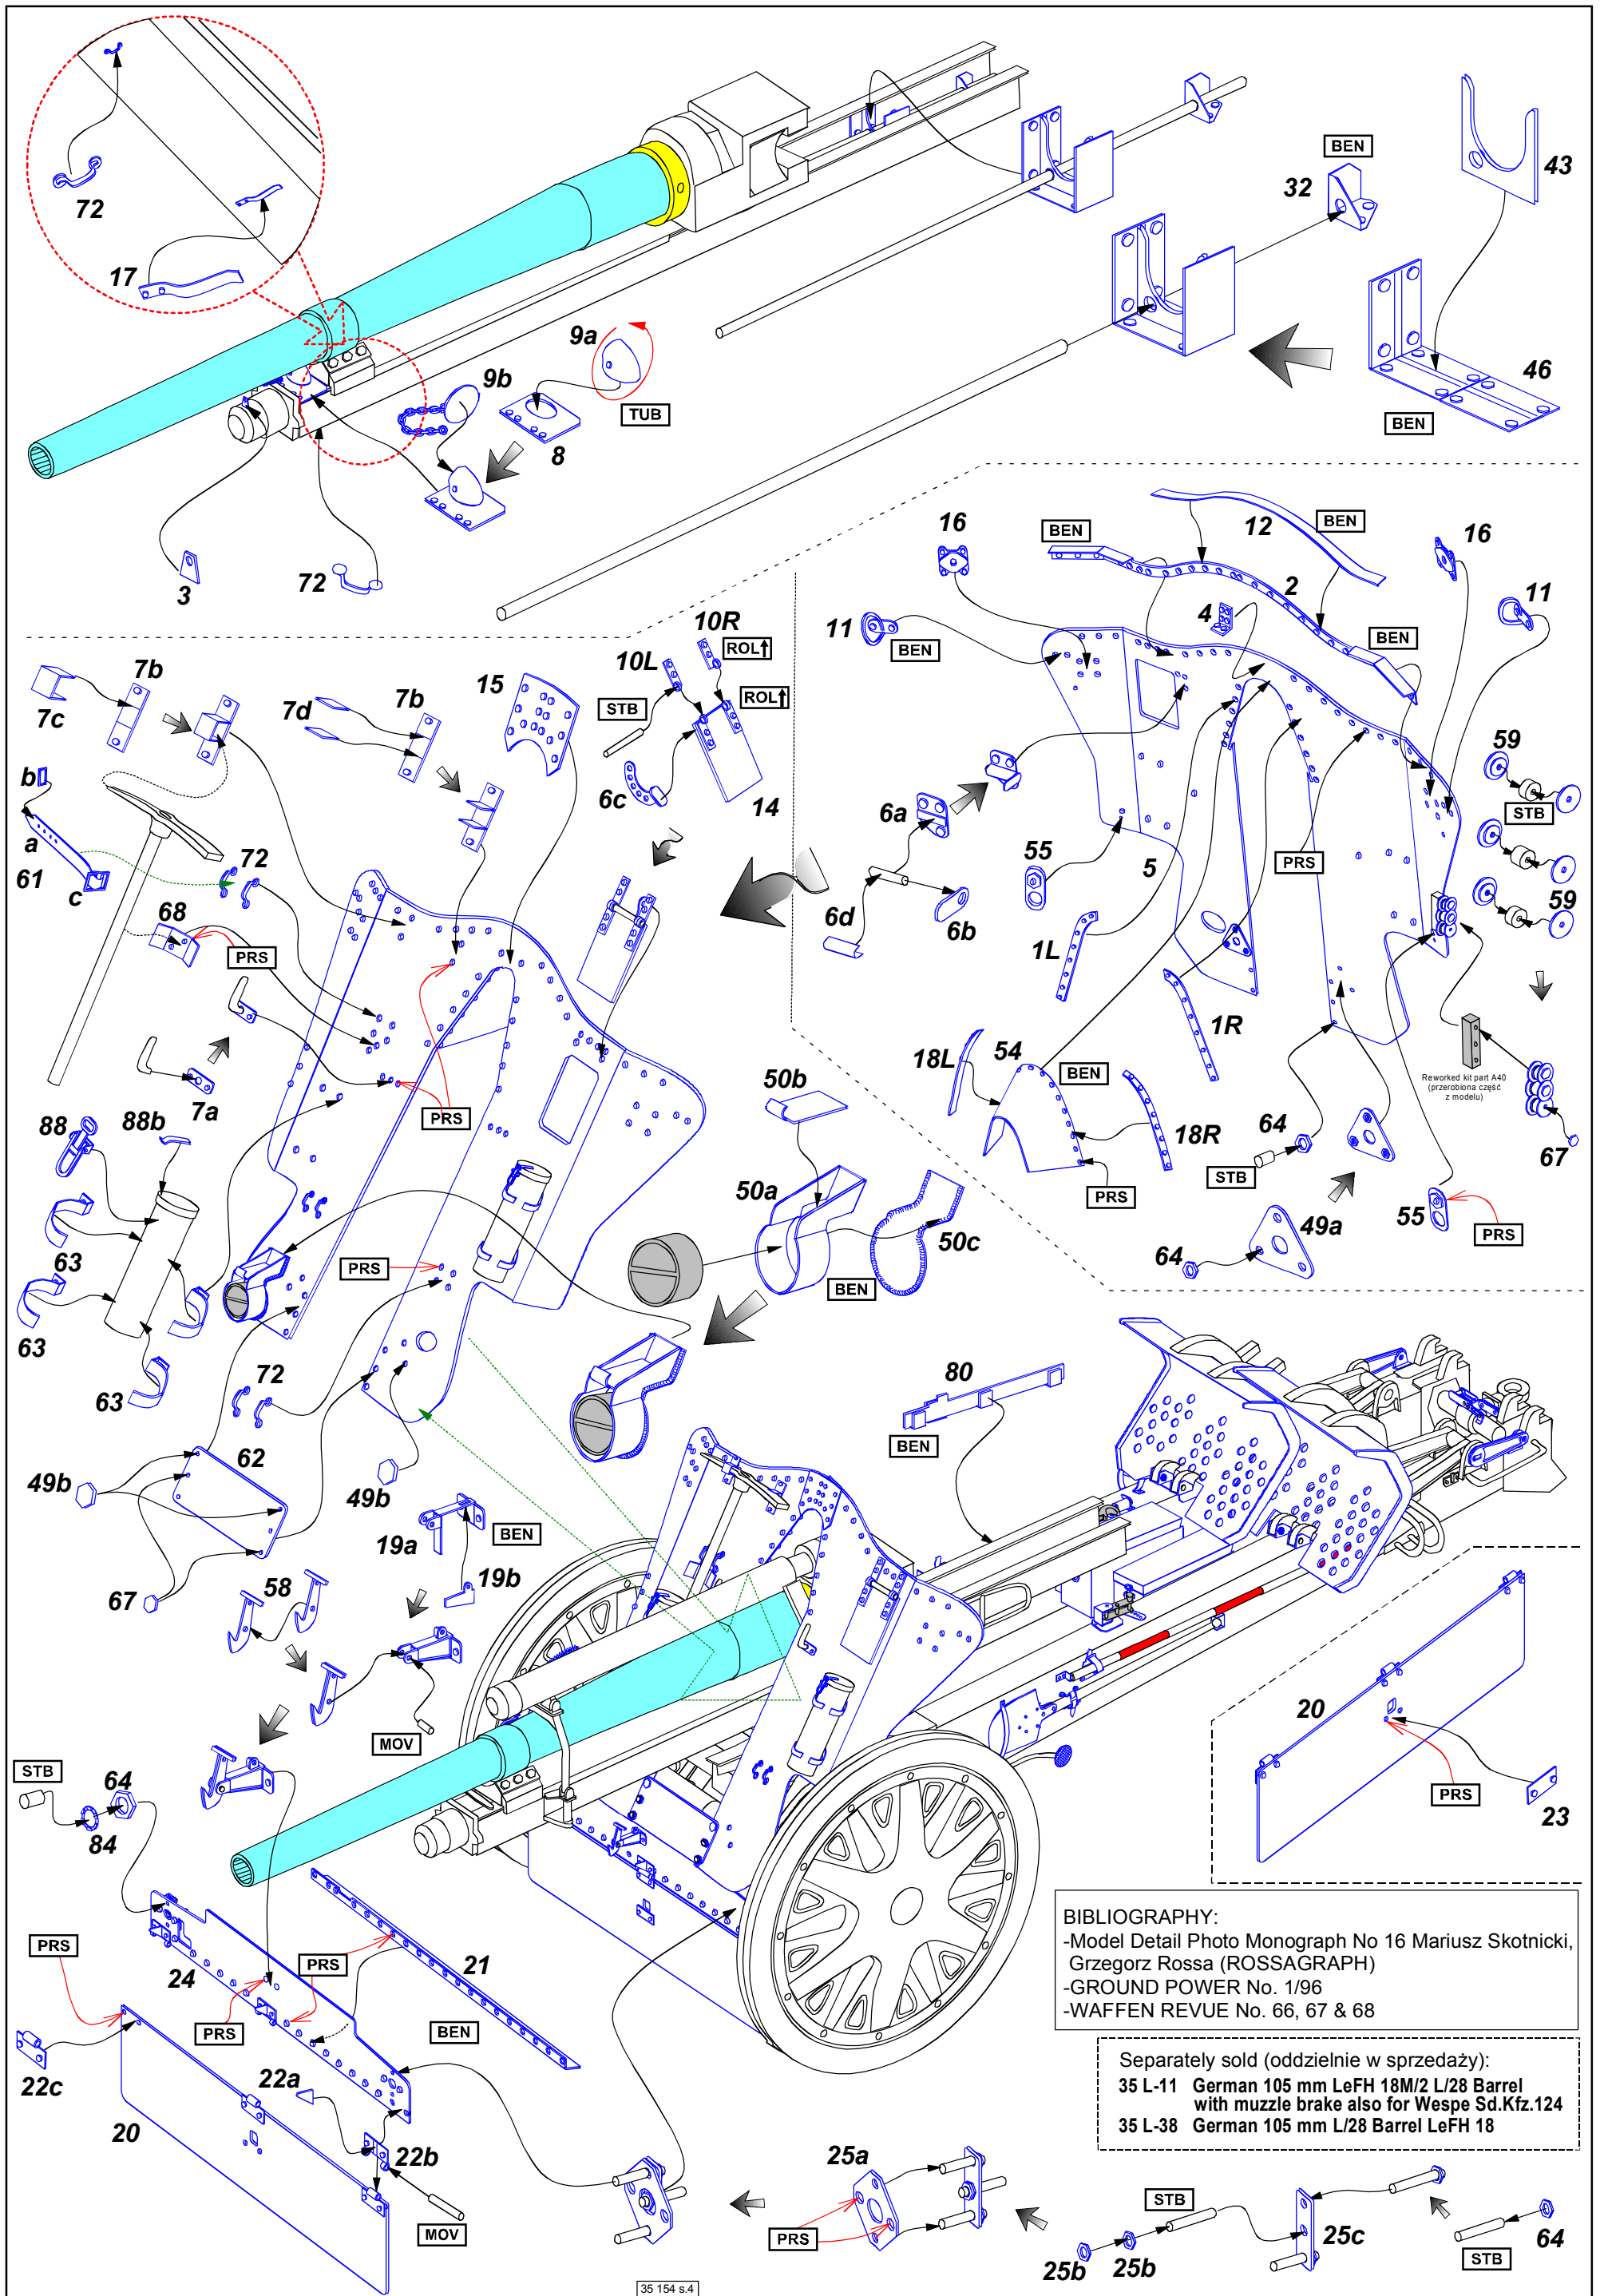 72
17
9a
9b
TUB
8
3
72
BEN
32
43
46
BEN
16
BEN
12
BEN
16
2
4
11
BEN
BEN
11
59
STB
6a
55
5
PRS
59
6d
6b
1L
1R
18L
54
BEN
18R
PRS
64
STB
Reworked kit part A40
(przerobiona część
z modelu)
67
49a
64
55
PRS
7b
7c
7d
7b
15
10R
ROL
10L
STB
ROL
6c
14
b
a
61
c
72
68
PRS
7a
PRS
88
88b
50b
50a
50c
BEN
63
63
63
PRS
72
62
49b
49b
67
19a
BEN
19b
58
MOV
80
BEN
STB
64
84
PRS
24
PRS
PRS
21
BEN
22c
20
22a
22b
MOV
20
PRS
23
BIBLIOGRAPHY:
-Model Detail Photo Monograph No 16 Mariusz Skotnicki,
Grzegorz Rossa (ROSSAGRAPH)
-GROUND POWER No. 1/96
-WAFFEN REVUE No. 66, 67 & 68
Separately sold (oddzielnie w sprzedaży):
35 L-11 German 105 mm LeFH 18M/2 L/28 Barrel
with muzzle brake also for Wespe Sd.Kfz.124
35 L-38 German 105 mm L/28 Barrel LeFH 18
25a
PRS
25b
25b
STB
25c
STB
64
35 154 s.4